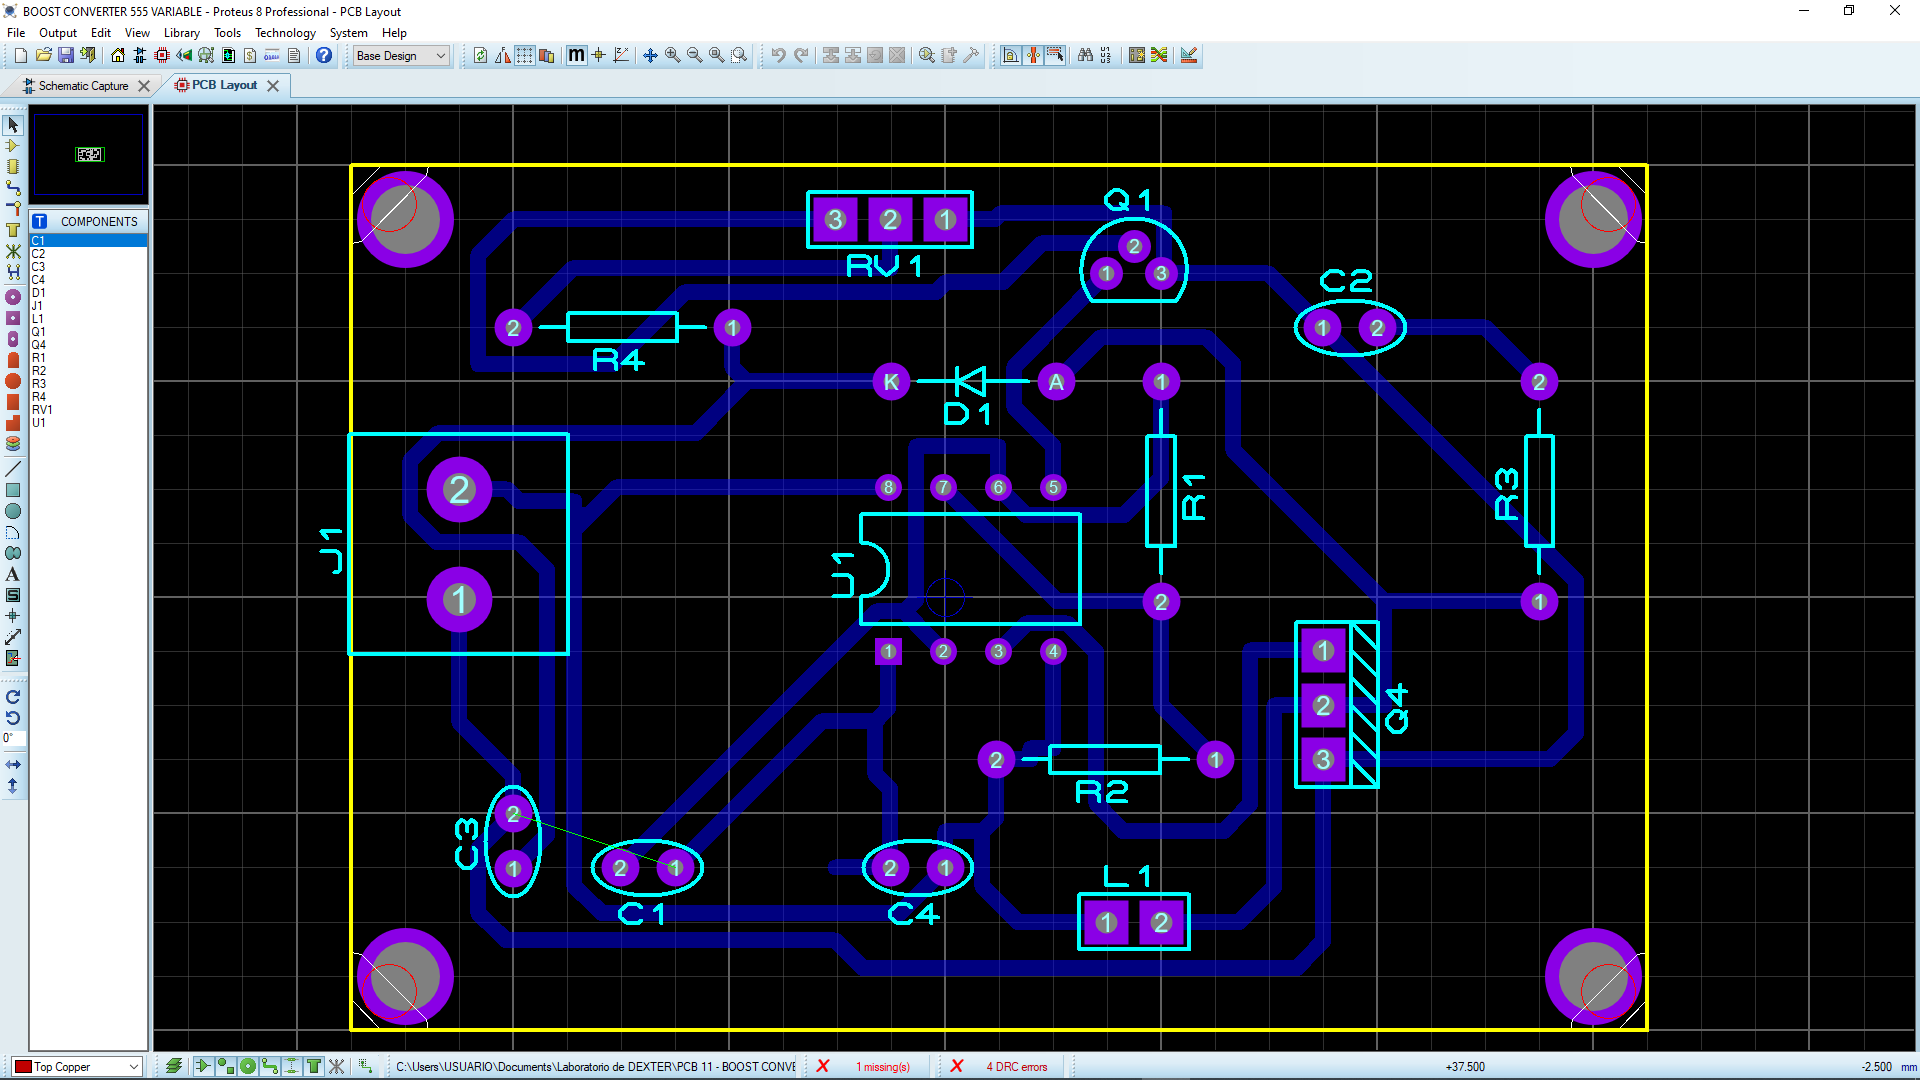 BOOST CONVERTER 555 VARIABLE - Proteus 8 Professional - PCB Layout
File Output Edit View Library Tools Technology System Help
Base Design
Schematic Capture
PCB Layout
COMPONENTS
C1
C2
C3
C4
D1
J1
L1
Q1
Q4
R1
R2
R3
R4
RV1
U1
0°
Q1
3 2 1
2
1 3
RV1
C2
2 1
R4
1 2
K A
D1
1
2
J1
2
1
8 7 6 5
R1
R3
U1
2
1
1 2 3 4
1
2
3
Q4
2 1
R2
C3
2
1
2 1
C1
2 1
C4
L1
1 2
Top Copper
C:\Users\USUARIO\Documents\Laboratorio de DEXTER\PCB 11 - BOOST CONVE
1 missing(s)
4 DRC errors
+37.500
-2.500 mm